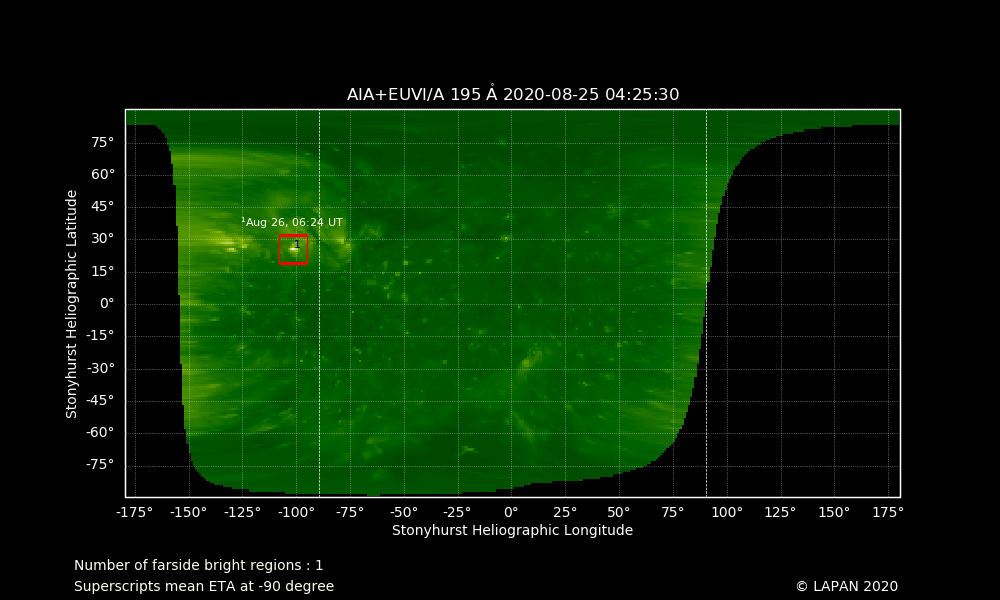 AIA+EUVI/A 195 Å 2020-08-25 04:25:30
Stonyhurst Heliographic Latitude
75°
60°
45°
30°
15°
0°
-15°
-30°
-45°
-60°
-75°
¹Aug 26, 06:24 UT
1
-175° -150° -125° -100° -75° -50° -25° 0° 25° 50° 75° 100° 125° 150° 175°
Stonyhurst Heliographic Longitude
Number of farside bright regions : 1
Superscripts mean ETA at -90 degree
© LAPAN 2020